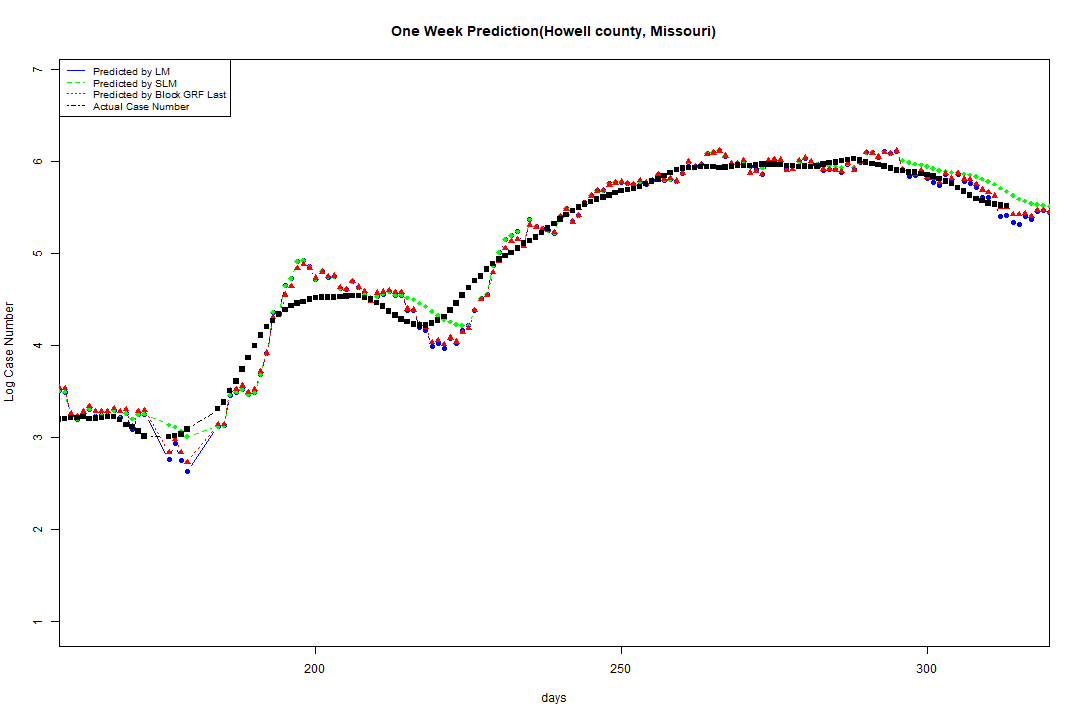 One Week Prediction(Howell county, Missouri)
Predicted by LM
Predicted by SLM
Predicted by Block GRF Last
Actual Case Number
7
6
5
4
3
2
1
Log Case Number
200
250
300
days